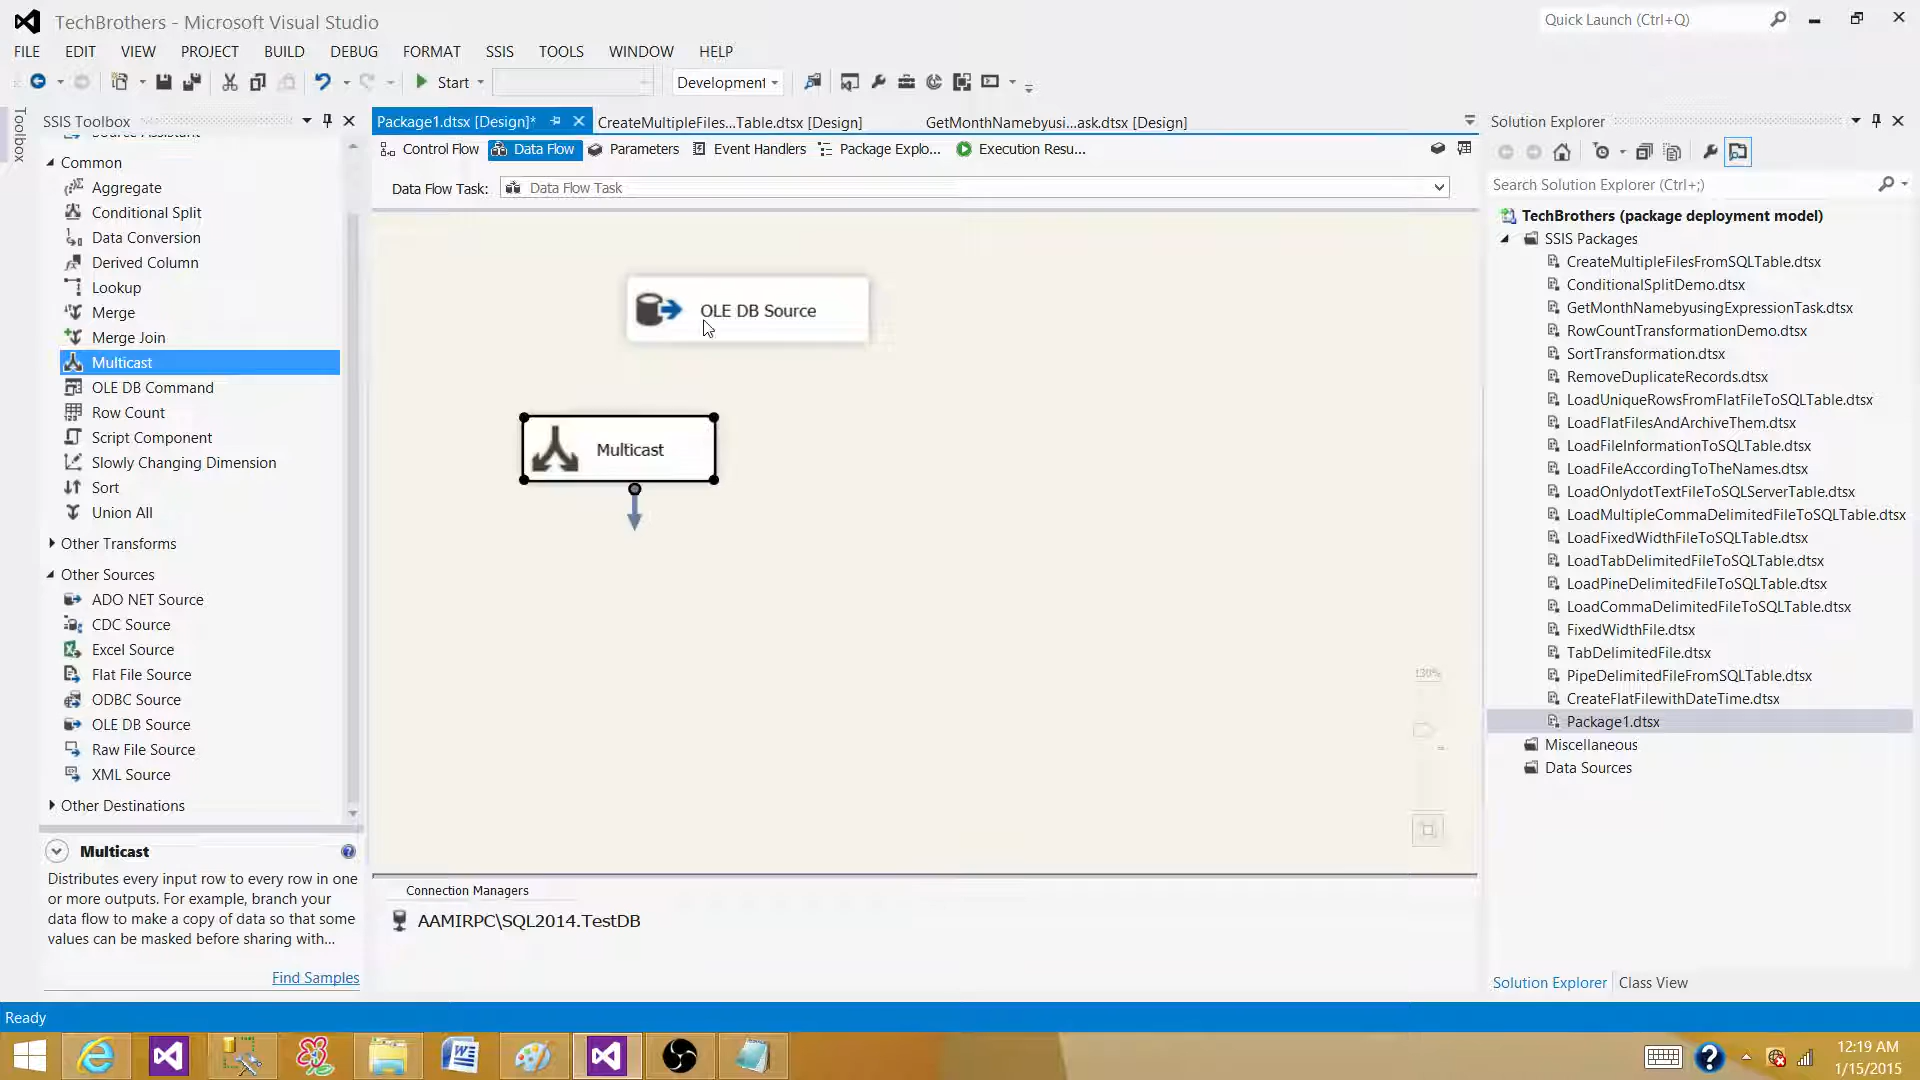 TechBrothers - Microsoft Visual Studio
Quick Launch (Ctrl+Q)
FILE EDIT VIEW PROJECT BUILD DEBUG FORMAT SSIS TOOLS WINDOW HELP
Start Development
Toolbox
SSIS Toolbox
Source Assistant
Common
Aggregate
Conditional Split
Data Conversion
Derived Column
Lookup
Merge
Merge Join
Multicast
OLE DB Command
Row Count
Script Component
Slowly Changing Dimension
Sort
Union All
Other Transforms
Other Sources
ADO NET Source
CDC Source
Excel Source
Flat File Source
ODBC Source
OLE DB Source
Raw File Source
XML Source
Other Destinations
Multicast
Distributes every input row to every row in one
or more outputs. For example, branch your
data flow to make a copy of data so that some
values can be masked before sharing with...
Find Samples
Package1.dtsx [Design]* CreateMultipleFiles...Table.dtsx [Design] GetMonthNamebyusi...ask.dtsx [Design]
Control Flow Data Flow Parameters Event Handlers Package Explo... Execution Resu...
Data Flow Task: Data Flow Task
OLE DB Source
Multicast
130%
Connection Managers
AAMIRPC\SQL2014.TestDB
Solution Explorer
Search Solution Explorer (Ctrl+;)
TechBrothers (package deployment model)
SSIS Packages
CreateMultipleFilesFromSQLTable.dtsx
ConditionalSplitDemo.dtsx
GetMonthNamebyusingExpressionTask.dtsx
RowCountTransformationDemo.dtsx
SortTransformation.dtsx
RemoveDuplicateRecords.dtsx
LoadUniqueRowsFromFlatFileToSQLTable.dtsx
LoadFlatFilesAndArchiveThem.dtsx
LoadFileInformationToSQLTable.dtsx
LoadFileAccordingToTheNames.dtsx
LoadOnlydotTextFileToSQLServerTable.dtsx
LoadMultipleCommaDelimitedFileToSQLTable.dtsx
LoadFixedWidthFileToSQLTable.dtsx
LoadTabDelimitedFileToSQLTable.dtsx
LoadPineDelimitedFileToSQLTable.dtsx
LoadCommaDelimitedFileToSQLTable.dtsx
FixedWidthFile.dtsx
TabDelimitedFile.dtsx
PipeDelimitedFileFromSQLTable.dtsx
CreateFlatFilewithDateTime.dtsx
Package1.dtsx
Miscellaneous
Data Sources
Solution Explorer Class View
Ready
12:19 AM
1/15/2015